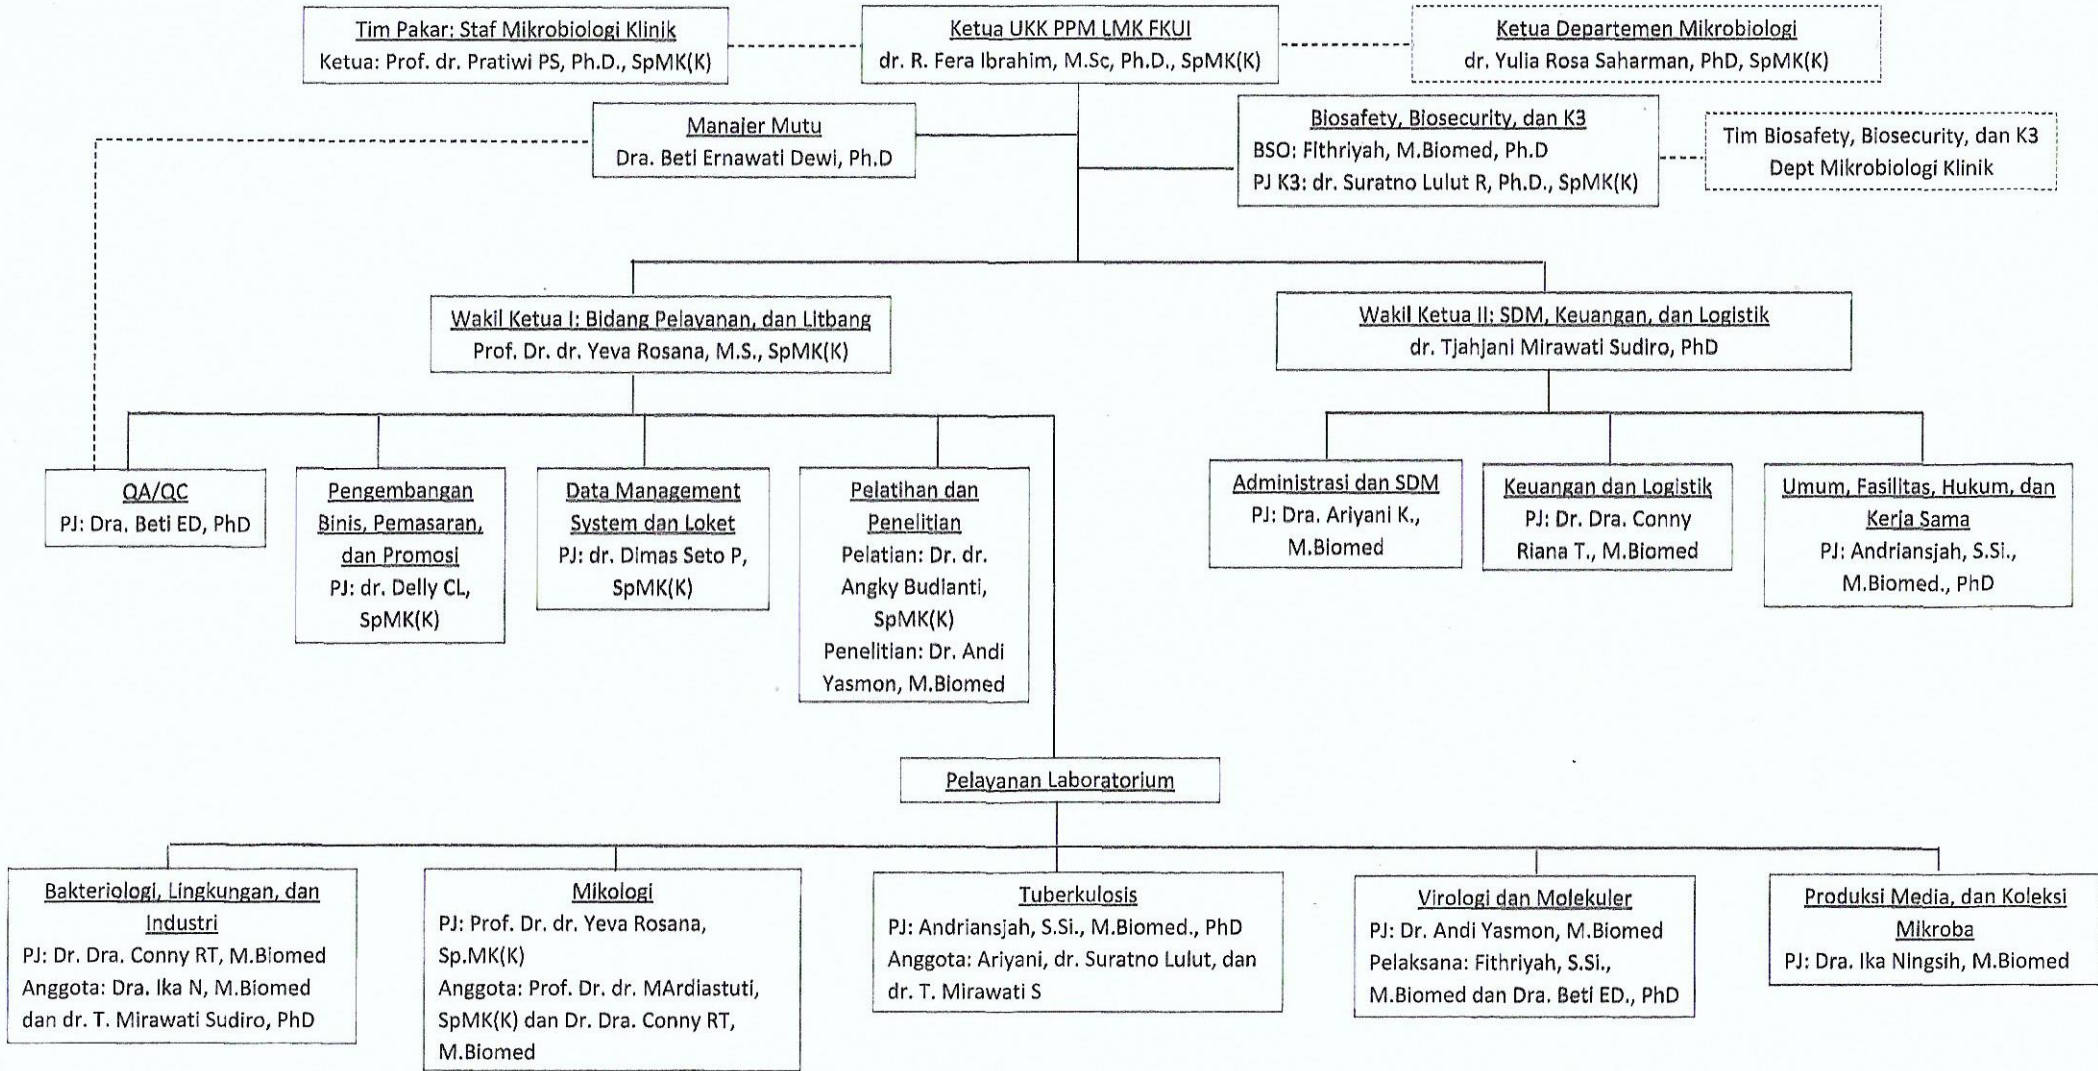 Tim Pakar: Staf Mikrobiologi Klinik
Ketua: Prof. dr. Pratiwi PS, Ph.D., SpMK(K)
Ketua UKK PPM LMK FKUI
dr. R. Fera Ibrahim, M.Sc, Ph.D., SpMK(K)
Ketua Departemen Mikrobiologi
dr. Yulia Rosa Saharman, PhD, SpMK(K)
Manajer Mutu
Dra. Beti Ernawati Dewi, Ph.D
Biosafety, Biosecurity, dan K3
BSO: Fithriyah, M.Biomed, Ph.D
PJ K3: dr. Suratno Lulut R, Ph.D., SpMK(K)
Tim Biosafety, Biosecurity, dan K3
Dept Mikrobiologi Klinik
Wakil Ketua I: Bidang Pelayanan, dan Litbang
Prof. Dr. dr. Yeva Rosana, M.S., SpMK(K)
Wakil Ketua II: SDM, Keuangan, dan Logistik
dr. Tjahjani Mirawati Sudiro, PhD
QA/QC
PJ: Dra. Beti ED, PhD
Pengembangan
Binis, Pemasaran,
dan Promosi
PJ: dr. Delly CL,
SpMK(K)
Data Management
System dan Loket
PJ: dr. Dimas Seto P,
SpMK(K)
Pelatihan dan
Penelitian
Pelatian: Dr. dr.
Angky Budianti,
SpMK(K)
Penelitian: Dr. Andi
Yasmon, M.Biomed
Administrasi dan SDM
PJ: Dra. Ariyani K.,
M.Biomed
Keuangan dan Logistik
PJ: Dr. Dra. Conny
Riana T., M.Biomed
Umum, Fasilitas, Hukum, dan
Kerja Sama
PJ: Andriansjah, S.Si.,
M.Biomed., PhD
Pelayanan Laboratorium
Bakteriologi, Lingkungan, dan
Industri
PJ: Dr. Dra. Conny RT, M.Biomed
Anggota: Dra. Ika N, M.Biomed
dan dr. T. Mirawati Sudiro, PhD
Mikologi
PJ: Prof. Dr. dr. Yeva Rosana,
Sp.MK(K)
Anggota: Prof. Dr. dr. MArdiastuti,
SpMK(K) dan Dr. Dra. Conny RT,
M.Biomed
Tuberkulosis
PJ: Andriansjah, S.Si., M.Biomed., PhD
Anggota: Ariyani, dr. Suratno Lulut, dan
dr. T. Mirawati S
Virologi dan Molekuler
PJ: Dr. Andi Yasmon, M.Biomed
Pelaksana: Fithriyah, S.Si.,
M.Biomed dan Dra. Beti ED., PhD
Produksi Media, dan Koleksi
Mikroba
PJ: Dra. Ika Ningsih, M.Biomed